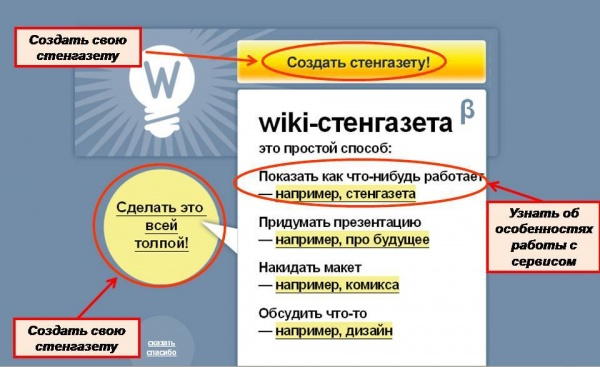 Создать свою
стенгазету
W
Создать стенгазету!
wiki-стенгазета β
это простой способ:
Показать как что-нибудь работает
— например, стенгазета
Придумать презентацию
— например, про будущее
Накидать макет
— например, комикса
Обсудить что-то
— например, дизайн
Сделать это
всей
толпой!
Узнать об
особенностях
работы с
сервисом
Создать свою
стенгазету
сказать
спасибо